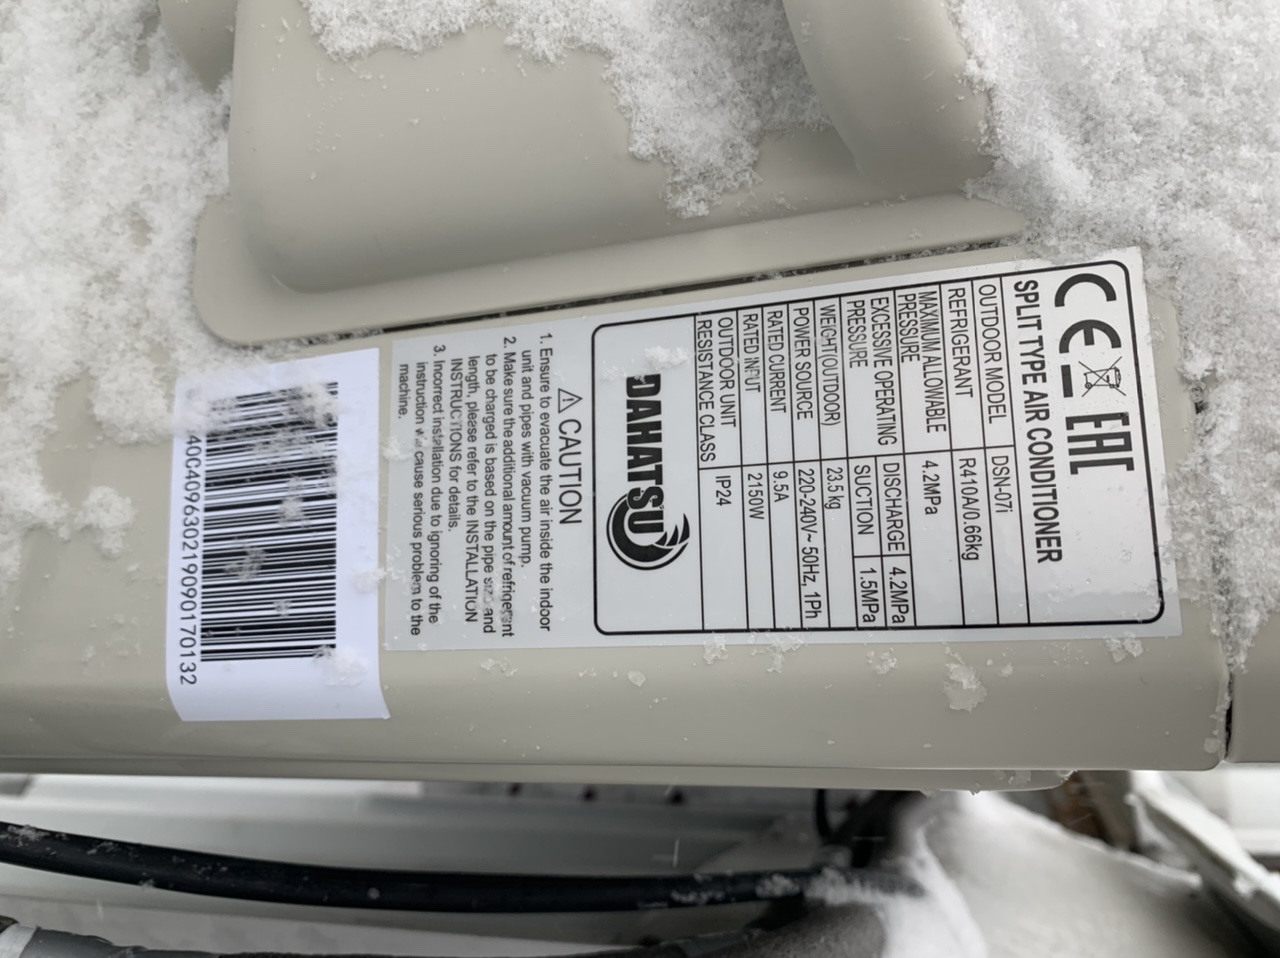 CE EAC
SPLIT TYPE AIR CONDITIONER
OUTDOOR MODEL DSN-07i
REFRIGERANT R410A/0.66kg
MAXIMUM ALLOWABLE
PRESSURE 4.2MPa
EXCESSIVE OPERATING
PRESSURE
DISCHARGE 4.2MPa
SUCTION 1.5MPa
WEIGHT(OUTDOOR) 23.5 kg
POWER SOURCE 220-240V~ 50Hz, 1Ph
RATED CURRENT 9.5A
RATED INPUT 2150W
OUTDOOR UNIT
RESISTANCE CLASS IP24
DAHATSU
CAUTION
1. Ensure to evacuate the air inside the indoor
unit and pipes with vacuum pump.
2. Make sure the additional amount of refrigerant
to be charged is based on the pipe size and
length, please refer to the INSTALLATION
INSTRUCTIONS for details.
3. Incorrect installation due to ignoring of the
instruction may cause serious problem to the
machine.
40C4096302190901701​32